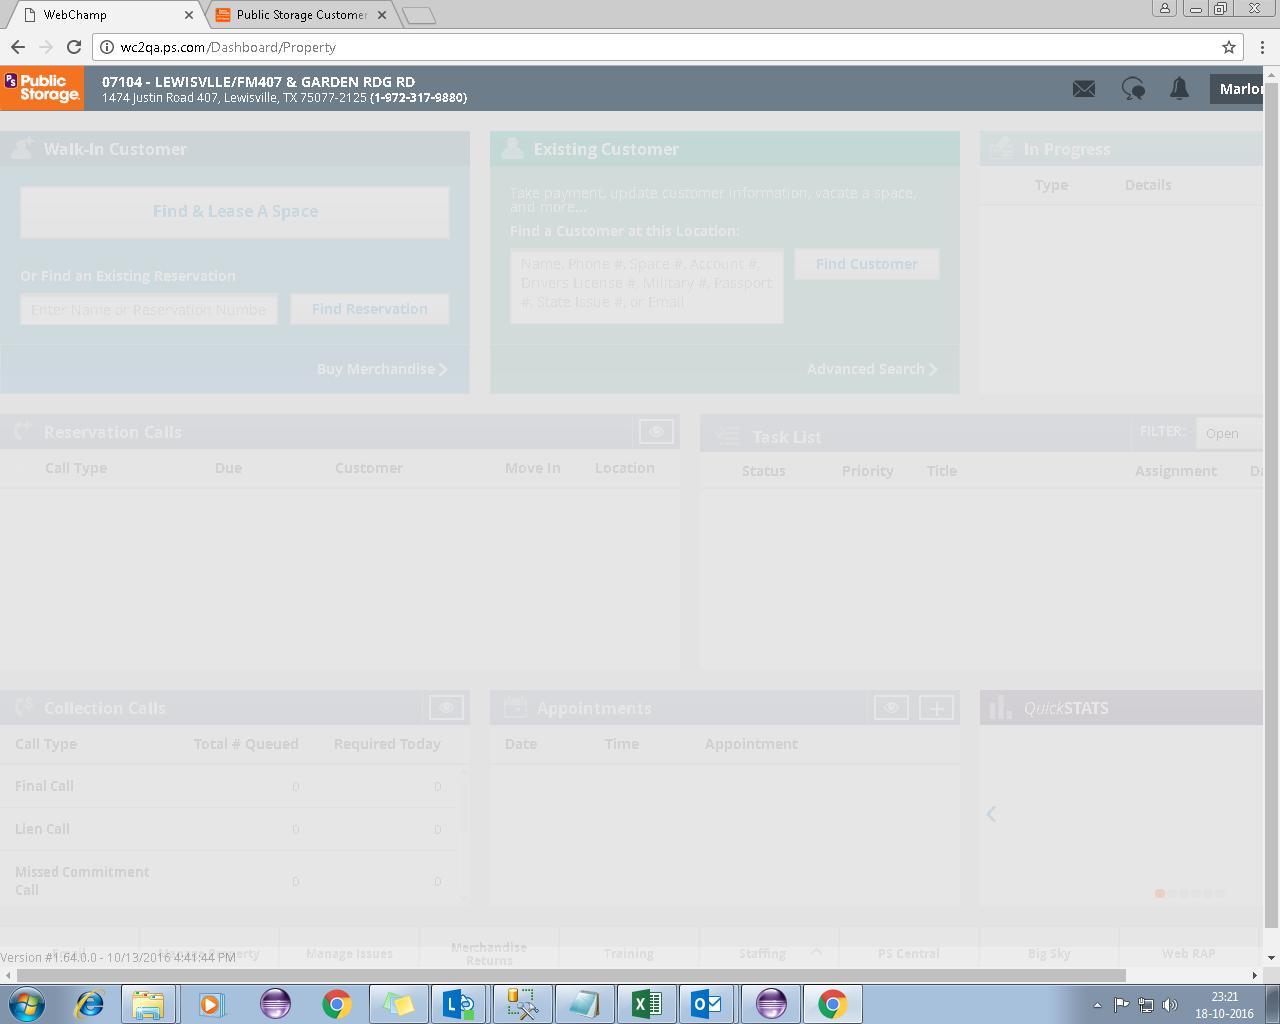 WebChamp
Public Storage Customer
wc2qa.ps.com/Dashboard/Property
PS Public Storage.
07104 - LEWISVLLE/FM407 & GARDEN RDG RD
1474 Justin Road 407, Lewisville, TX 75077-2125 (1-972-317-9880)
Marlo
Walk-In Customer
Find & Lease A Space
Or Find an Existing Reservation
Enter Name or Reservation Numbe
Find Reservation
Buy Merchandise
Existing Customer
Take payment, update customer information, vacate a space,
and more...
Find a Customer at this Location:
Name, Phone #, Space #, Account #,
Drivers License #, Military #, Passport
#, State Issue #, or Email
Find Customer
Advanced Search
In Progress
Type Details
Reservation Calls
Call Type Due Customer Move In Location
Task List
FILTER: Open
Status Priority Title Assignment Da
Collection Calls
Call Type Total # Queued Required Today
Final Call 0 0
Lien Call 0 0
Missed Commitment
Call 0 0
Appointments
Date Time Appointment
QuickSTATS
Email Manage Property Manage Issues Merchandise Returns Training Staffing PS Central Big Sky Web RAP
Version #1.64.0.0 - 10/13/2016 4:41:44 PM
23:21
18-10-2016